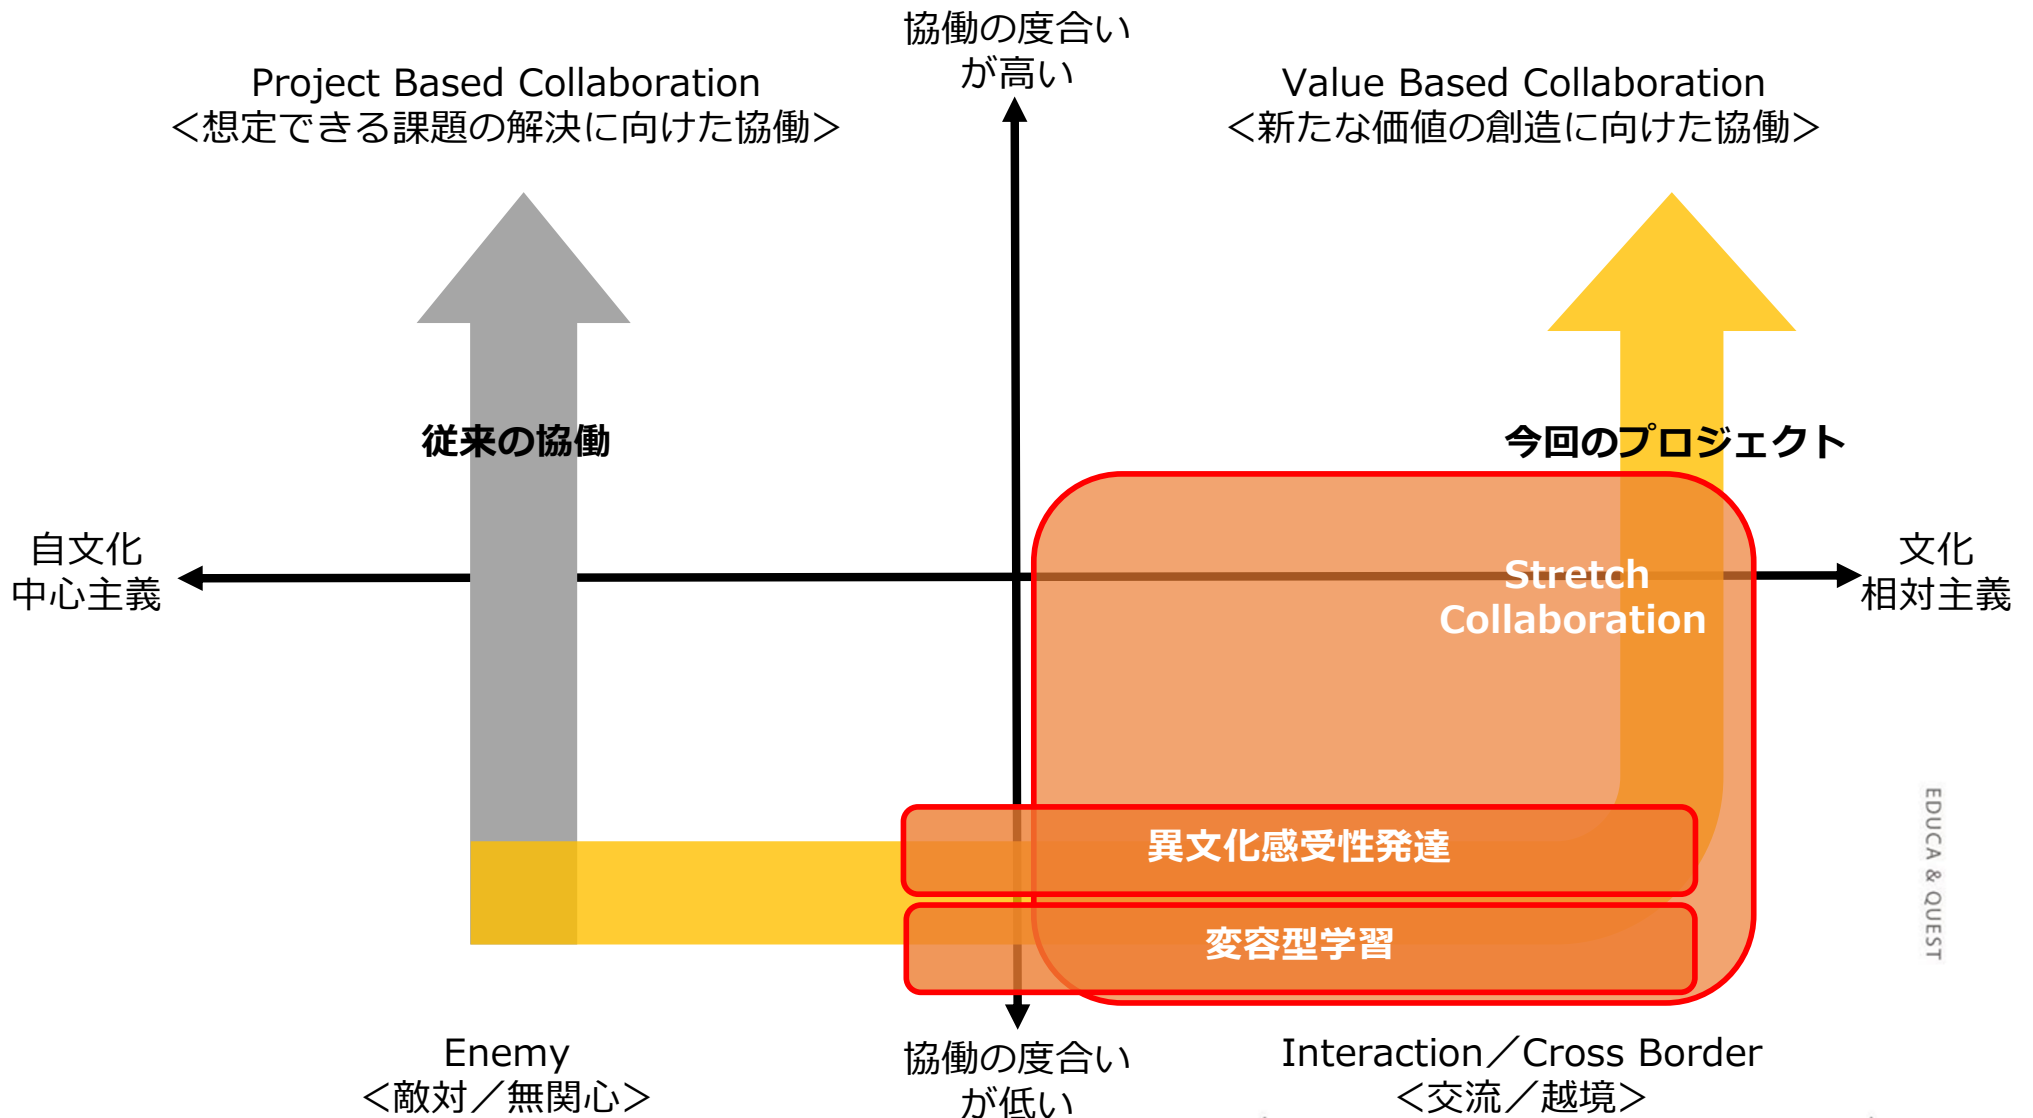 協働の度合い
が高い
Project Based Collaboration
＜想定できる課題の解決に向けた協働＞
Value Based Collaboration
＜新たな価値の創造に向けた協働＞
従来の協働
今回のプロジェクト
自文化
中心主義
文化
相対主義
Stretch
Collaboration
異文化感受性発達
変容型学習
EDUCA & QUEST
Enemy
＜敵対／無関心＞
協働の度合い
が低い
Interaction／Cross Border
＜交流／越境＞